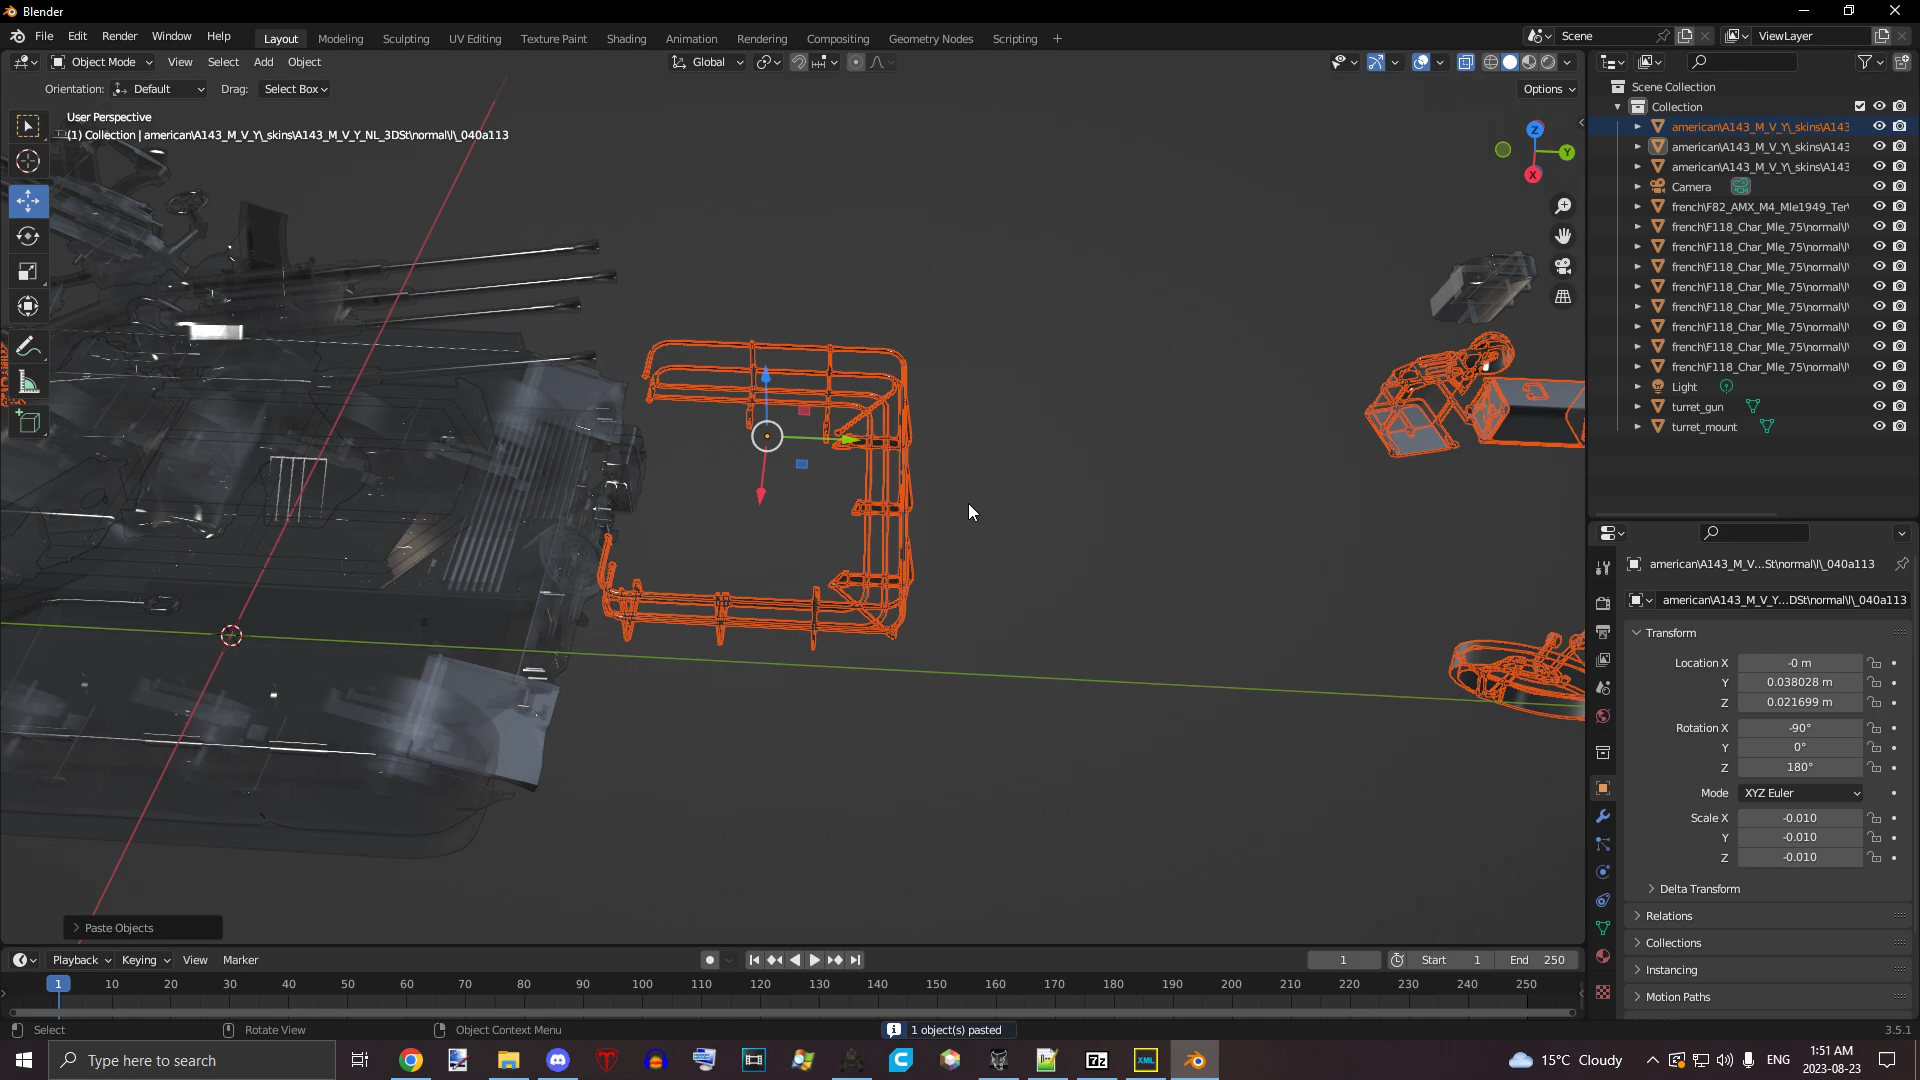 Blender
File Edit Render Window Help
Layout Modeling Sculpting UV Editing Texture Paint Shading Animation Rendering Compositing Geometry Nodes Scripting +
Scene
ViewLayer
Object Mode View Select Add Object
Global
Orientation: Default Drag: Select Box
Options
User Perspective
(1) Collection | american\A143_M_V_Y\_skins\A143_M_V_Y_NL_3DSt\normal\l\_040a113
Z
Y
X
Scene Collection
Collection
american\A143_M_V_Y\_skins\A143
american\A143_M_V_Y\_skins\A143
american\A143_M_V_Y\_skins\A143
Camera
french\F82_AMX_M4_Mle1949_Ter\
french\F118_Char_Mle_75\normal\l\
french\F118_Char_Mle_75\normal\l\
french\F118_Char_Mle_75\normal\l\
french\F118_Char_Mle_75\normal\l\
french\F118_Char_Mle_75\normal\l\
french\F118_Char_Mle_75\normal\l\
french\F118_Char_Mle_75\normal\l\
french\F118_Char_Mle_75\normal\l\
Light
turret_gun
turret_mount
american\A143_M_V...St\normal\l\_040a113
american\A143_M_V_Y...DSt\normal\l\_040a113
Transform
Location X -0 m
Y 0.038028 m
Z 0.021699 m
Rotation X -90°
Y 0°
Z 180°
Mode XYZ Euler
Scale X -0.010
Y -0.010
Z -0.010
Delta Transform
Relations
Collections
Instancing
Motion Paths
Paste Objects
Playback Keying View Marker
1 Start 1 End 250
1 10 20 30 40 50 60 70 80 90 100 110 120 130 140 150 160 170 180 190 200 210 220 230 240 250
Select Rotate View Object Context Menu
1 object(s) pasted
3.5.1
Type here to search
7z
XML
15°C Cloudy
ENG
1:51 AM
2023-08-23